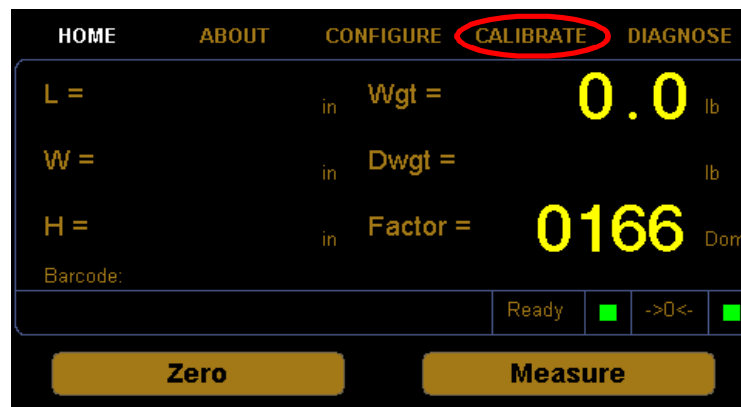 HOME ABOUT CONFIGURE CALIBRATE DIAGNOSE
L = in Wgt = 0.0 lb
W = in Dwgt = lb
H = in Factor = 0166 Dom
Barcode:
Ready ->0<-
Zero Measure